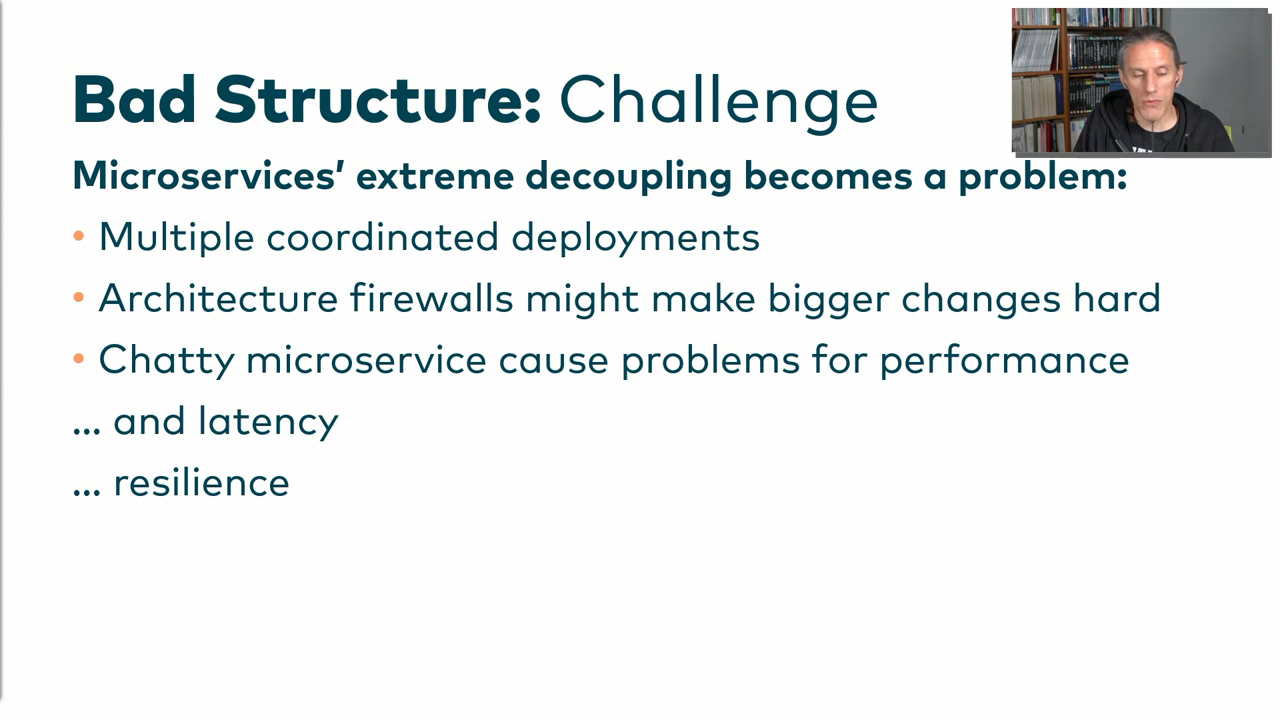 Bad Structure: Challenge
Microservices’ extreme decoupling becomes a problem:
• Multiple coordinated deployments
• Architecture firewalls might make bigger changes hard
• Chatty microservice cause problems for performance
... and latency
... resilience